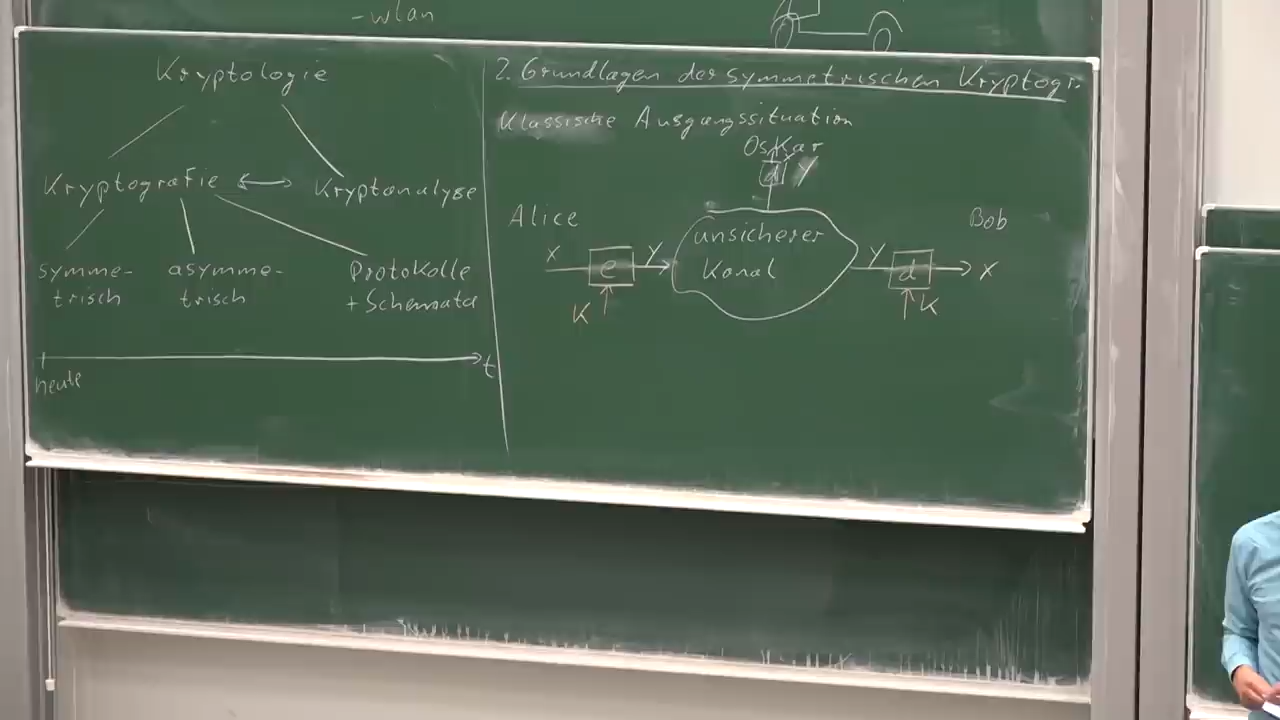 -wlan
Kryptologie
Kryptografie ⟷ Kryptanalyse
symme-
trisch
asymme-
trisch
Protokolle
+Schemata
t
heute
2. Grundlagen der symmetrischen Kryptogr.
Klassische Ausgangssituation
Oskar
d y
Alice
Bob
unsicherer
Kanal
x e y
y d x
K
K